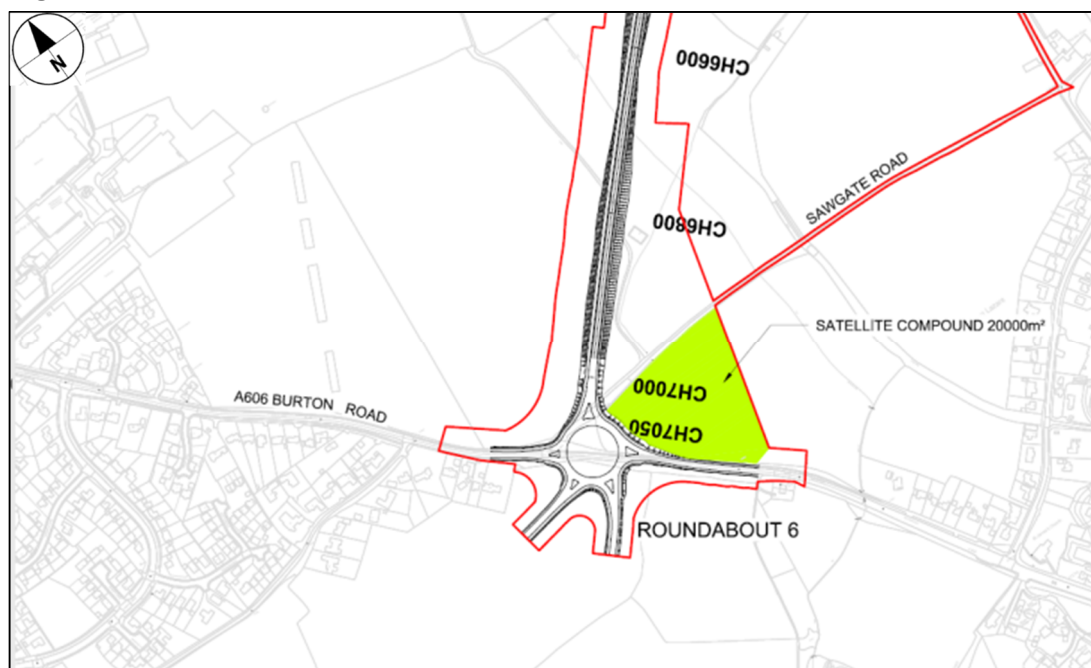 N
CH6600
SAWGATE ROAD
CH6800
SATELLITE COMPOUND 20000m²
CH7000
A606 BURTON ROAD
CH7050
ROUNDABOUT 6